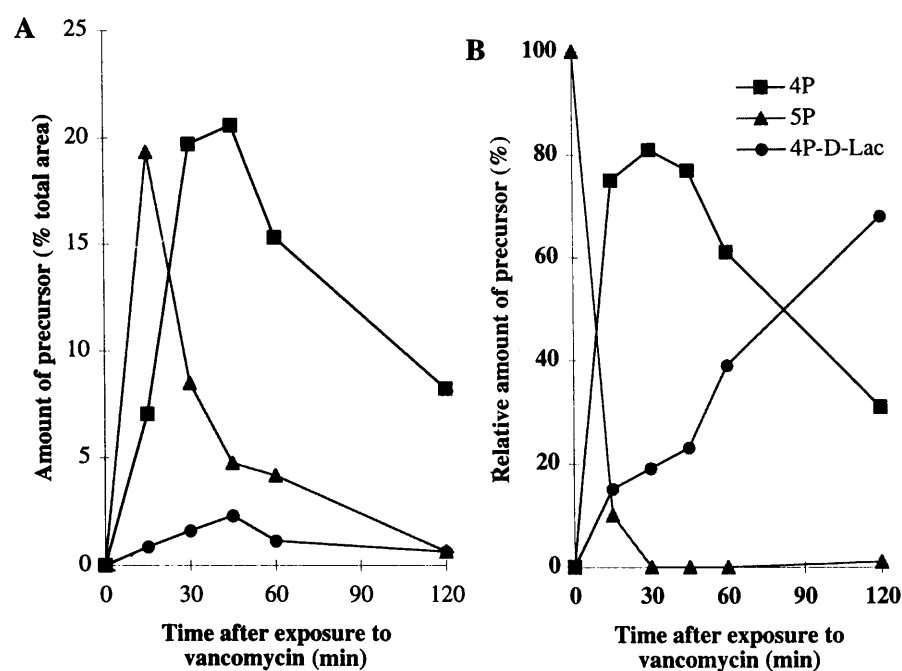 A
25
20
15
10
5
0
Amount of precursor (% total area)
0 30 60 90 120
Time after exposure to
vancomycin (min)
B
100
80
60
40
20
0
Relative amount of precursor (%)
4P
5P
4P-D-Lac
0 30 60 90 120
Time after exposure to
vancomycin (min)